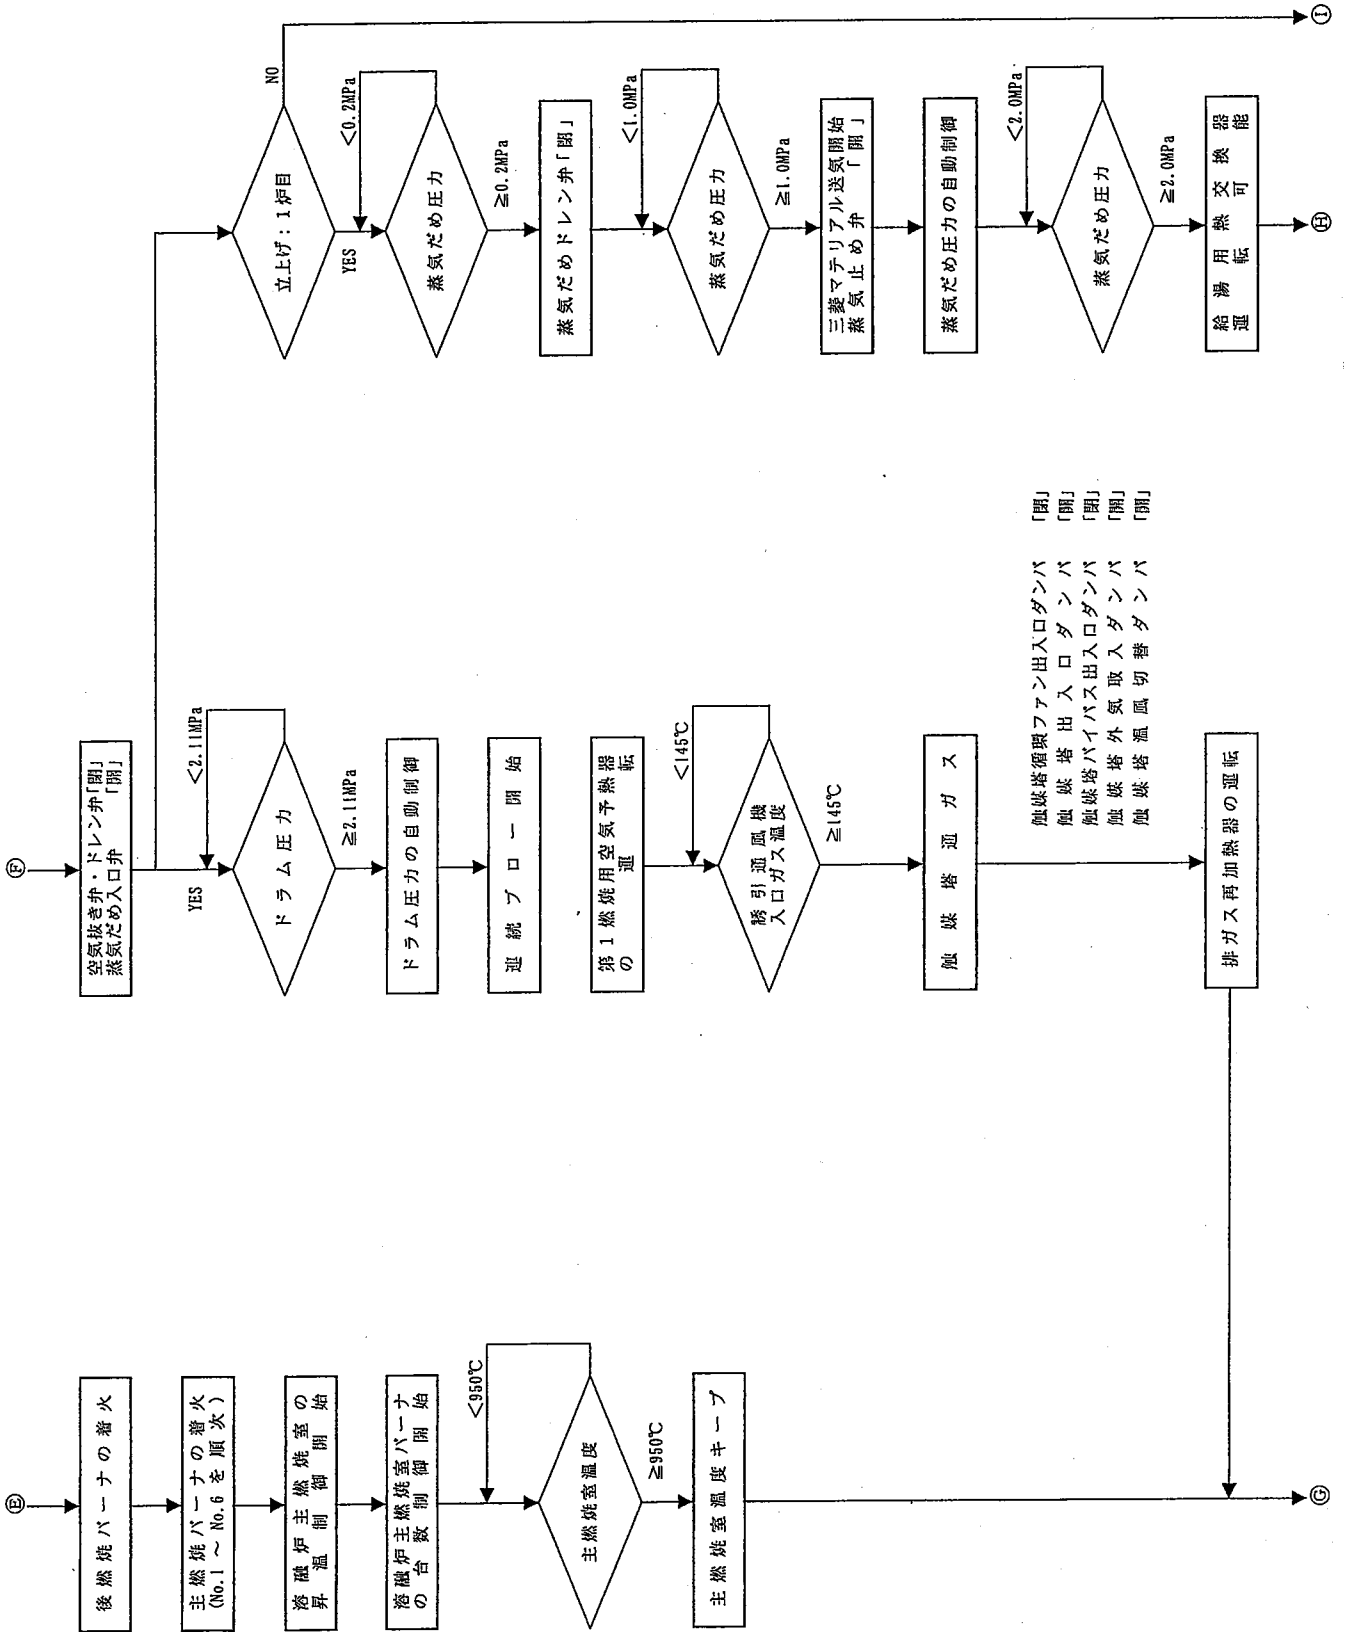 Ⓔ
後燃焼バーナの着火
主燃焼バーナの着火
(No.1 ～ No.6 を順次)
溶融炉主燃焼室の
昇温制御開始
溶融炉主燃焼室バーナ
の台数制御開始
<950℃
主燃焼室温度
≧950℃
主燃焼室温度キープ
Ⓖ
Ⓕ
空気抜き弁・ドレン弁「閉」
蒸気だめ入口弁 「開」
YES
<2.11MPa
ドラム圧力
≧2.11MPa
ドラム圧力の自動制御
連続ブロー開始
第1燃焼用空気予熱器
の運転
<145℃
誘引通風機
入口ガス温度
≧145℃
触媒塔通ガス
触媒塔循環ファン出入口ダンパ 「閉」
触媒塔出入口ダンパ 「開」
触媒塔バイパス出入口ダンパ 「閉」
触媒塔外気取入ダンパ 「開」
触媒塔温風切替ダンパ 「開」
排ガス再加熱器の運転
立上げ：1炉目
NO
YES
<0.2MPa
蒸気だめ圧力
≧0.2MPa
蒸気だめドレン弁「閉」
<1.0MPa
蒸気だめ圧力
≧1.0MPa
三菱マテリアル送気開始
蒸気止め弁 「開」
蒸気だめ圧力の自動制御
<2.0MPa
蒸気だめ圧力
≧2.0MPa
給湯用熱交換器
運転可能
Ⓗ
Ⓘ